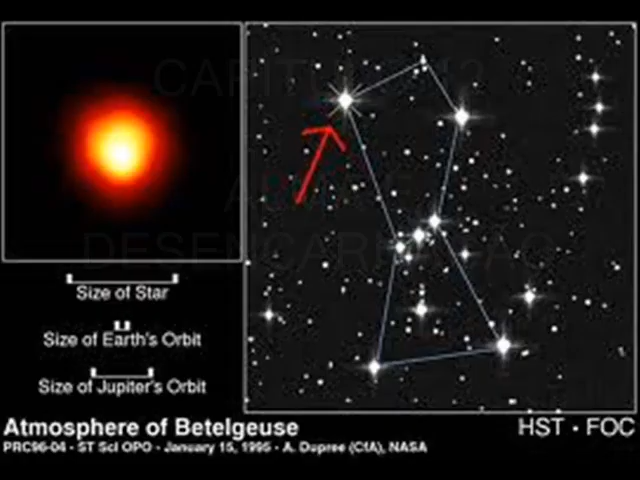 Size of Star
Size of Earth's Orbit
Size of Jupiter's Orbit
Atmosphere of Betelgeuse
HST · FOC
PRC96-04 · ST ScI OPO · January 15, 1996 · A. Dupree (CfA), NASA